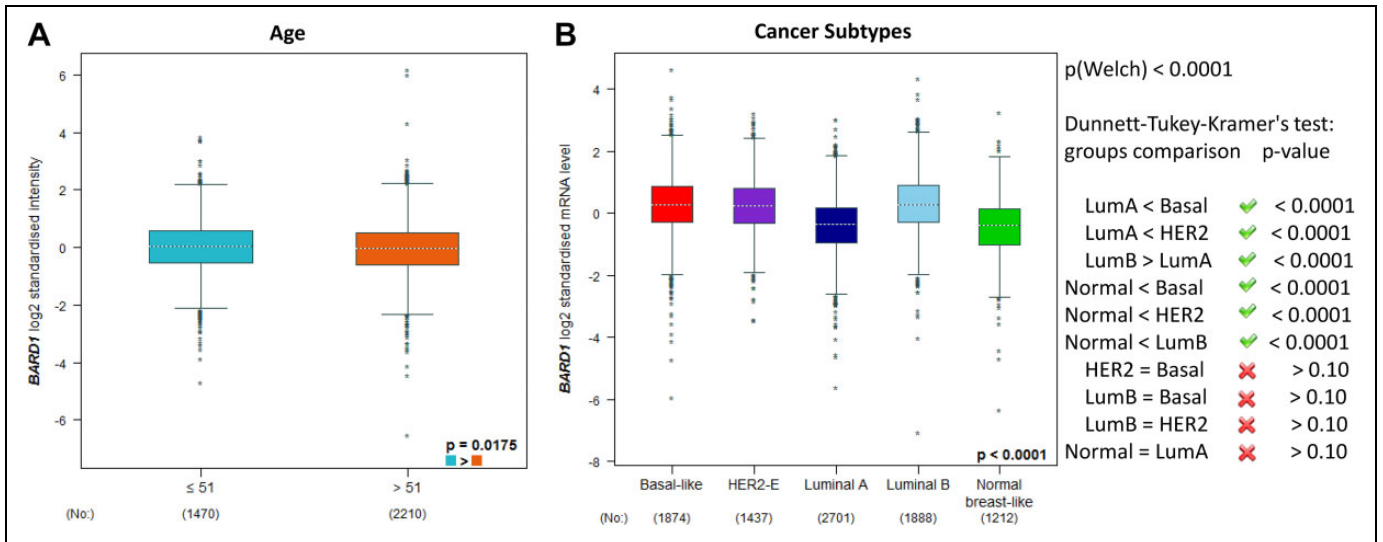 A
Age
BARD1 log2 standardised intensity
6
4
2
0
-2
-4
-6
p = 0.0175
>
≤ 51
> 51
(No:)
(1470)
(2210)
B
Cancer Subtypes
BARD1 log2 standardised mRNA level
4
2
0
-2
-4
-6
-8
p < 0.0001
Basal-like
HER2-E
Luminal A
Luminal B
Normal
breast-like
(No:)
(1874)
(1437)
(2701)
(1888)
(1212)
p(Welch) < 0.0001
Dunnett-Tukey-Kramer's test:
groups comparison p-value
LumA < Basal < 0.0001
LumA < HER2 < 0.0001
LumB > LumA < 0.0001
Normal < Basal < 0.0001
Normal < HER2 < 0.0001
Normal < LumB < 0.0001
HER2 = Basal > 0.10
LumB = Basal > 0.10
LumB = HER2 > 0.10
Normal = LumA > 0.10